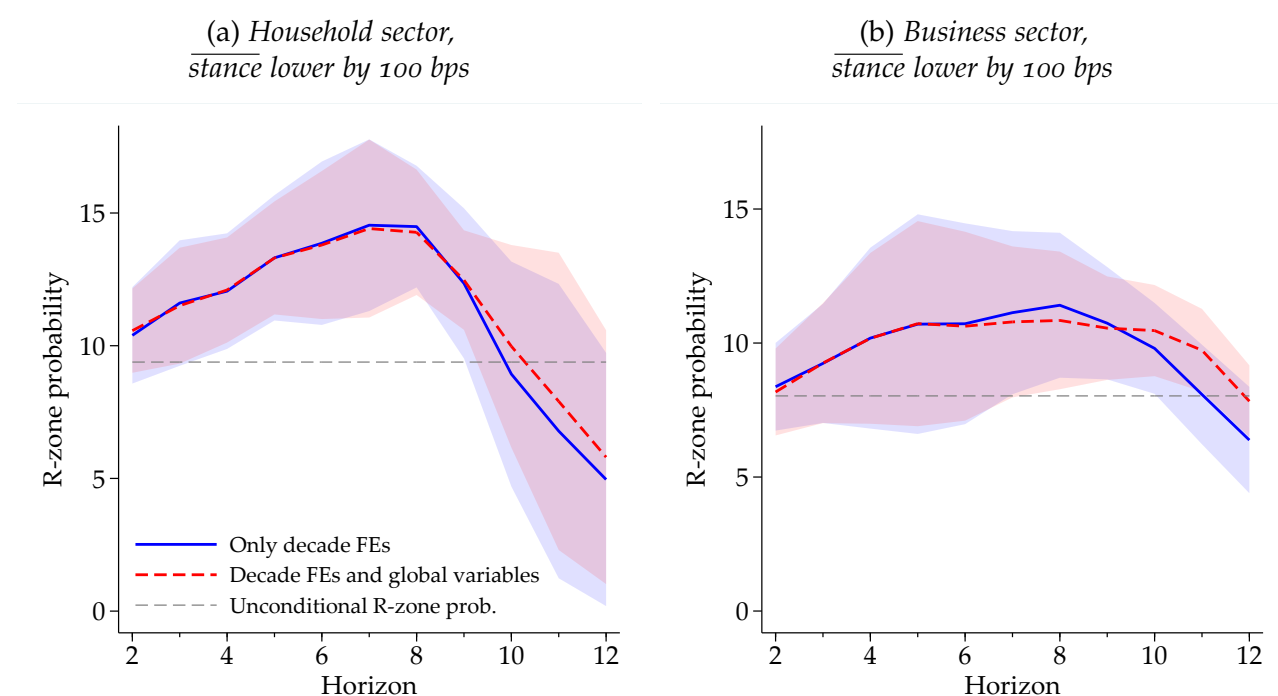 (a) Household sector,
stance lower by 100 bps
R-zone probability
15
10
5
0
Only decade FEs
Decade FEs and global variables
Unconditional R-zone prob.
2 4 6 8 10 12
Horizon
(b) Business sector,
stance lower by 100 bps
R-zone probability
15
10
5
0
2 4 6 8 10 12
Horizon